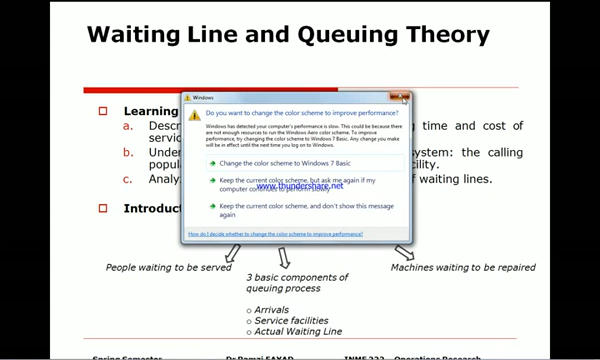 Waiting Line and Queuing Theory
Learning
a. Descr
g time and cost of
servic
b. Under
system: the calling
popul
cility.
c. Analy
f waiting lines.
Introduct
Windows
Do you want to change the color scheme to improve performance?
Windows has detected your computer's performance is slow. This could be because there
are not enough resources to run the Windows Aero color scheme. To improve
performance, try changing the color scheme to Windows 7 Basic. Any change you make
will be in effect until the next time you log on to Windows.
Change the color scheme to Windows 7 Basic
Keep the current color scheme, but ask me again if my
computer continues to perform slowly
www.thundershare.net
Keep the current color scheme, and don't show this message
again
How do I decide whether to change the color scheme to improve performance?
People waiting to be served
3 basic components of
queuing process
Machines waiting to be repaired
o Arrivals
o Service facilities
o Actual Waiting Line
Spring Semester
Dr Ramzi FAYAD
INME 222
Operations Research